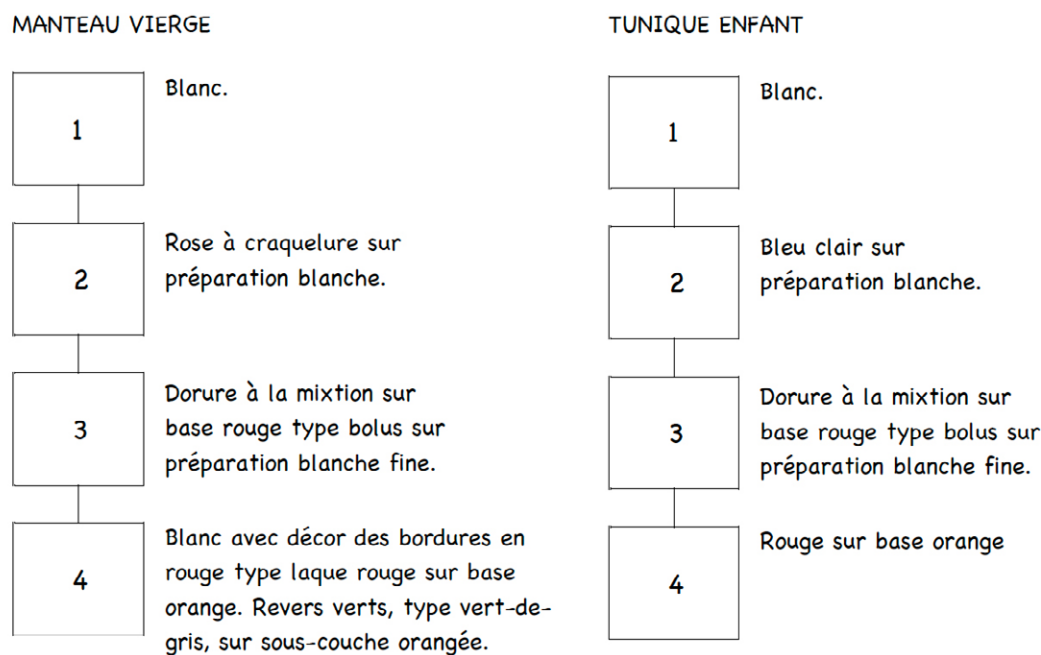 MANTEAU VIERGE
1
Blanc.
2
Rose à craquelure sur
préparation blanche.
3
Dorure à la mixtion sur
base rouge type bolus sur
préparation blanche fine.
4
Blanc avec décor des bordures en
rouge type laque rouge sur base
orange. Revers verts, type vert-de-
gris, sur sous-couche orangée.
TUNIQUE ENFANT
1
Blanc.
2
Bleu clair sur
préparation blanche.
3
Dorure à la mixtion sur
base rouge type bolus sur
préparation blanche fine.
4
Rouge sur base orange